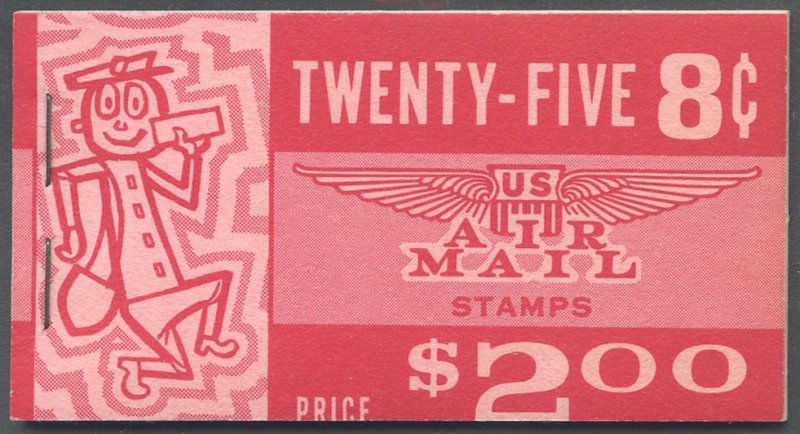 TWENTY-FIVE 8¢
US
AIR
MAIL
STAMPS
PRICE $2.00